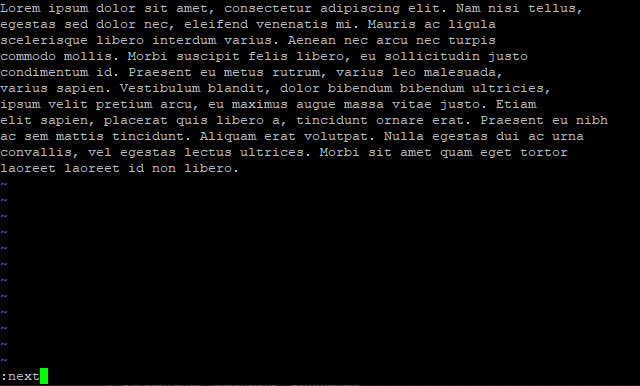 Lorem ipsum dolor sit amet, consectetur adipiscing elit. Nam nisi tellus,
egestas sed dolor nec, eleifend venenatis mi. Mauris ac ligula
scelerisque libero interdum varius. Aenean nec arcu nec turpis
commodo mollis. Morbi suscipit felis libero, eu sollicitudin justo
condimentum id. Praesent eu metus rutrum, varius leo malesuada,
varius sapien. Vestibulum blandit, dolor bibendum bibendum ultricies,
ipsum velit pretium arcu, eu maximus augue massa vitae justo. Etiam
elit sapien, placerat quis libero a, tincidunt ornare erat. Praesent eu nibh
ac sem mattis tincidunt. Aliquam erat volutpat. Nulla egestas dui ac urna
convallis, vel egestas lectus ultrices. Morbi sit amet quam eget tortor
laoreet laoreet id non libero.
~
~
~
~
~
~
~
~
~
~
~
~
:next